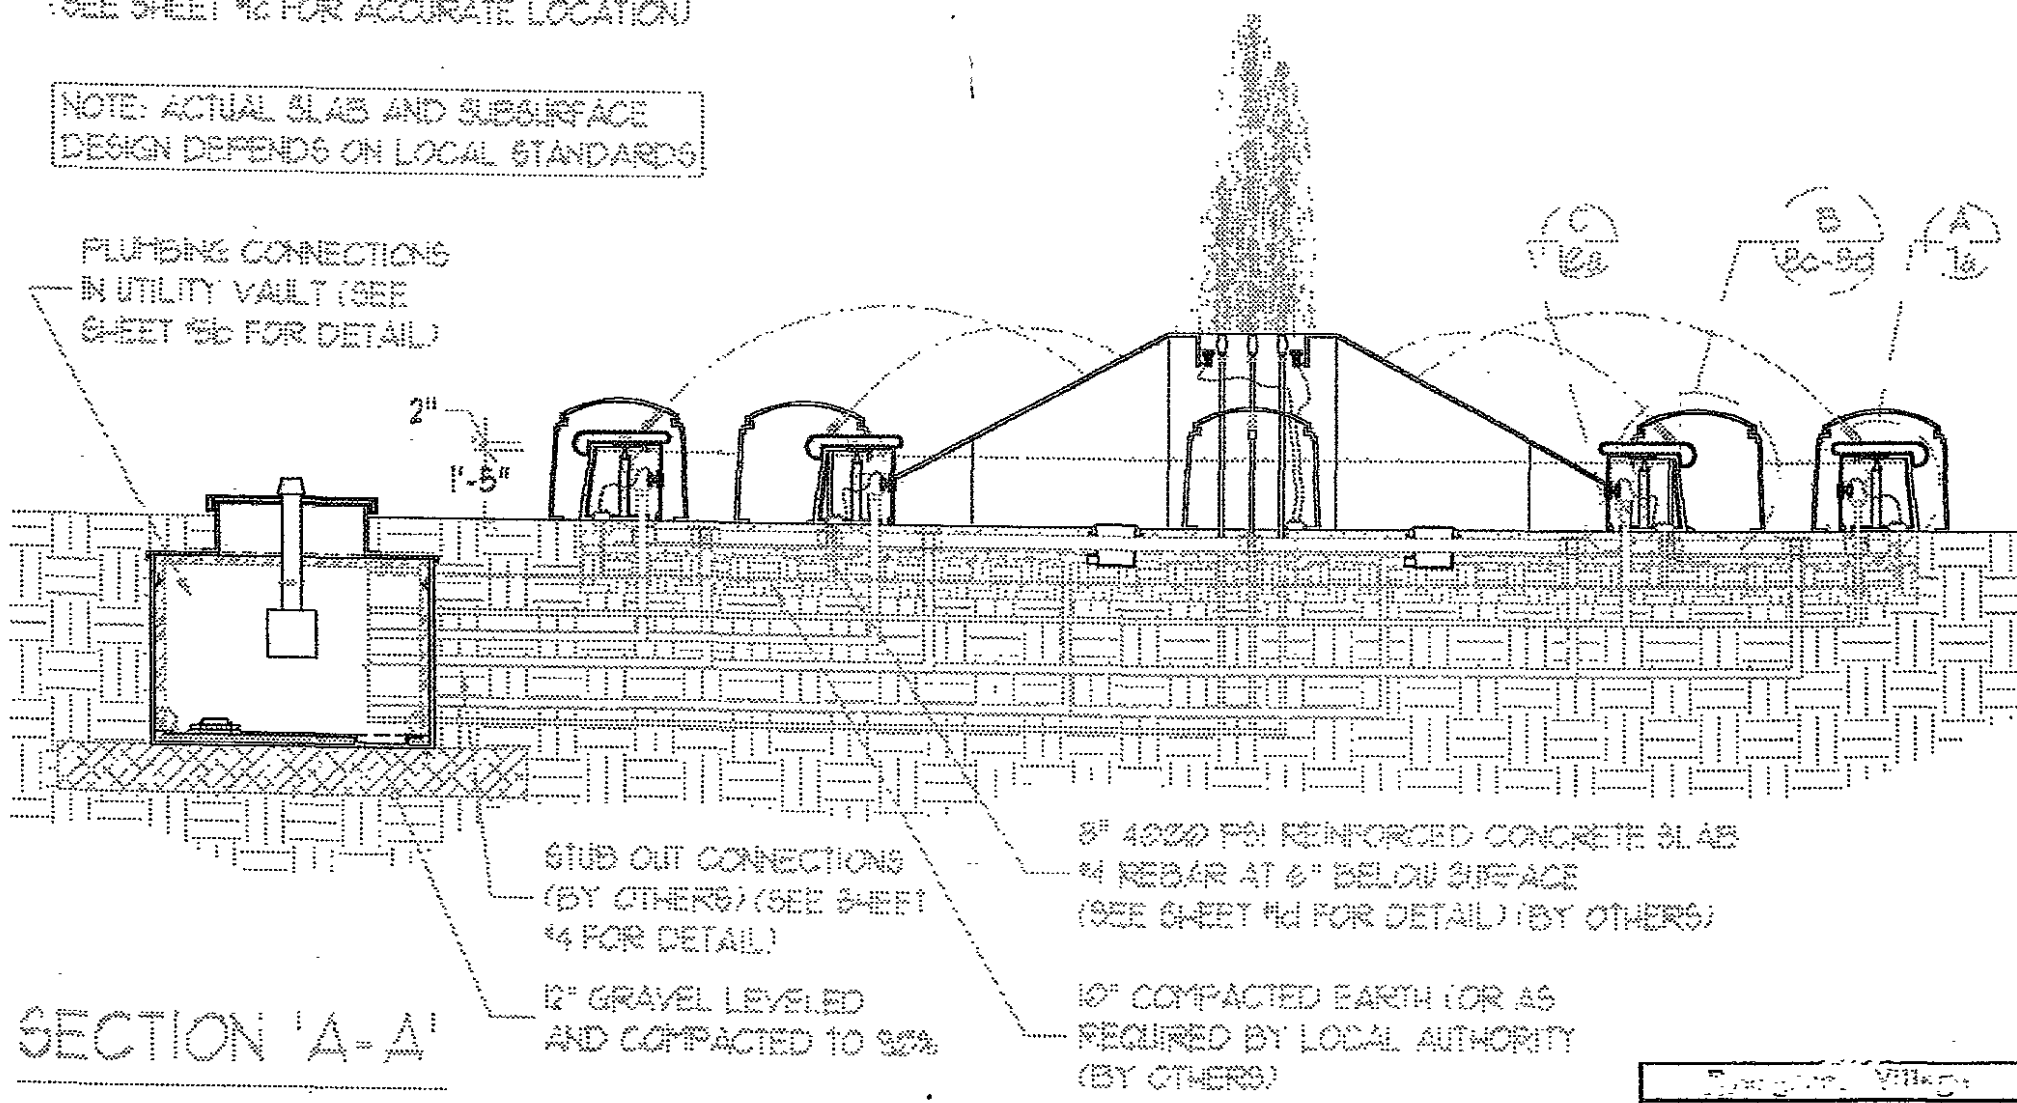 (SEE SHEET FOR ACCURATE LOCATION)
NOTE: ACTUAL SLAB AND SUBSURFACE
DESIGN DEPENDS ON LOCAL STANDARDS
PLUMBING CONNECTIONS
IN UTILITY VAULT (SEE
SHEET FOR DETAIL)
C
B
A
2"
1'-5"
STUB OUT CONNECTIONS
(BY OTHERS) (SEE SHEET
#4 FOR DETAIL)
12" GRAVEL LEVELED
AND COMPACTED TO
8" 4000 PSI REINFORCED CONCRETE SLAB
#4 REBAR AT 6" BELOW SURFACE
(SEE SHEET FOR DETAIL) (BY OTHERS)
10" COMPACTED EARTH (OR AS
REQUIRED BY LOCAL AUTHORITY
(BY OTHERS)
SECTION 'A-A'
Village